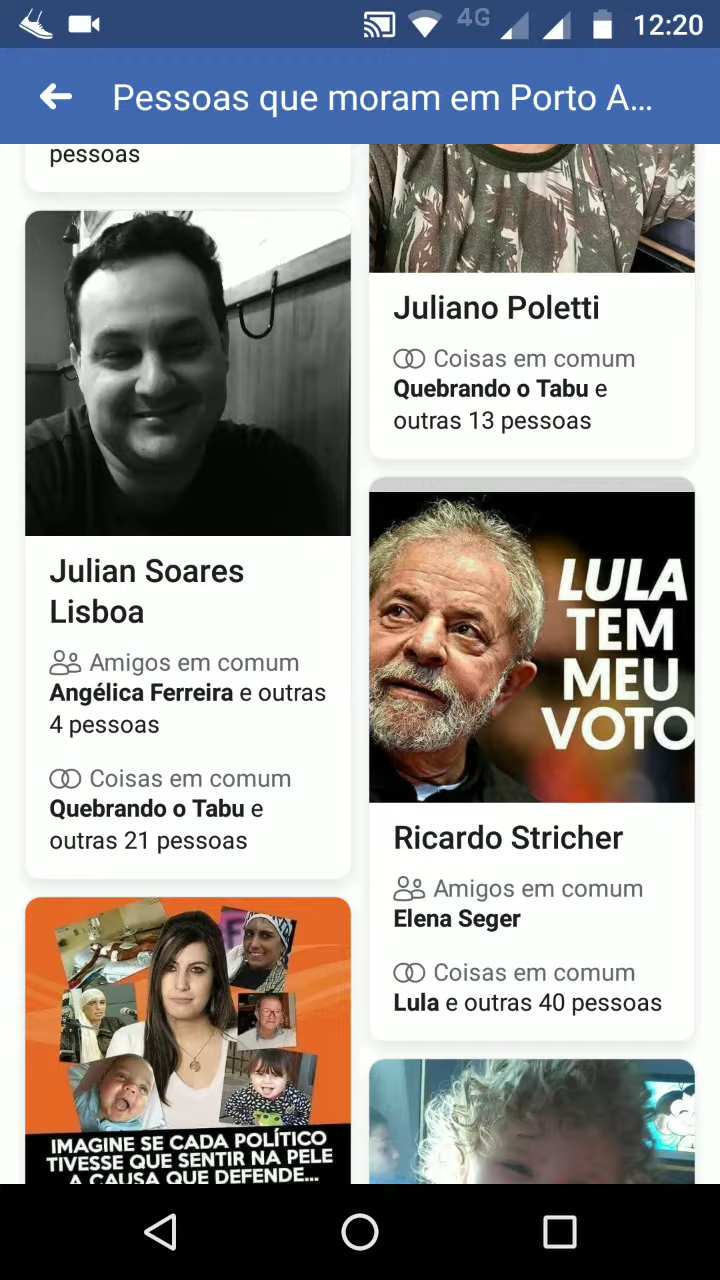 4G
12:20
Pessoas que moram em Porto A...
pessoas
Julian Soares
Lisboa
Amigos em comum
Angélica Ferreira e outras
4 pessoas
Coisas em comum
Quebrando o Tabu e
outras 21 pessoas
IMAGINE SE CADA POLÍTICO
TIVESSE QUE SENTIR NA PELE
A CAUSA QUE DEFENDE...
Juliano Poletti
Coisas em comum
Quebrando o Tabu e
outras 13 pessoas
LULA
TEM
MEU
VOTO
Ricardo Stricher
Amigos em comum
Elena Seger
Coisas em comum
Lula e outras 40 pessoas